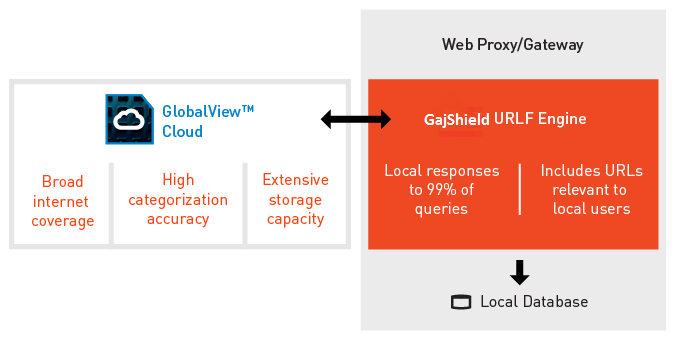 Web Proxy/Gateway
GlobalView™
Cloud
Broad
internet
coverage
High
categorization
accuracy
Extensive
storage
capacity
GajShield URLF Engine
Local responses
to 99% of
queries
Includes URLs
relevant to
local users
Local Database